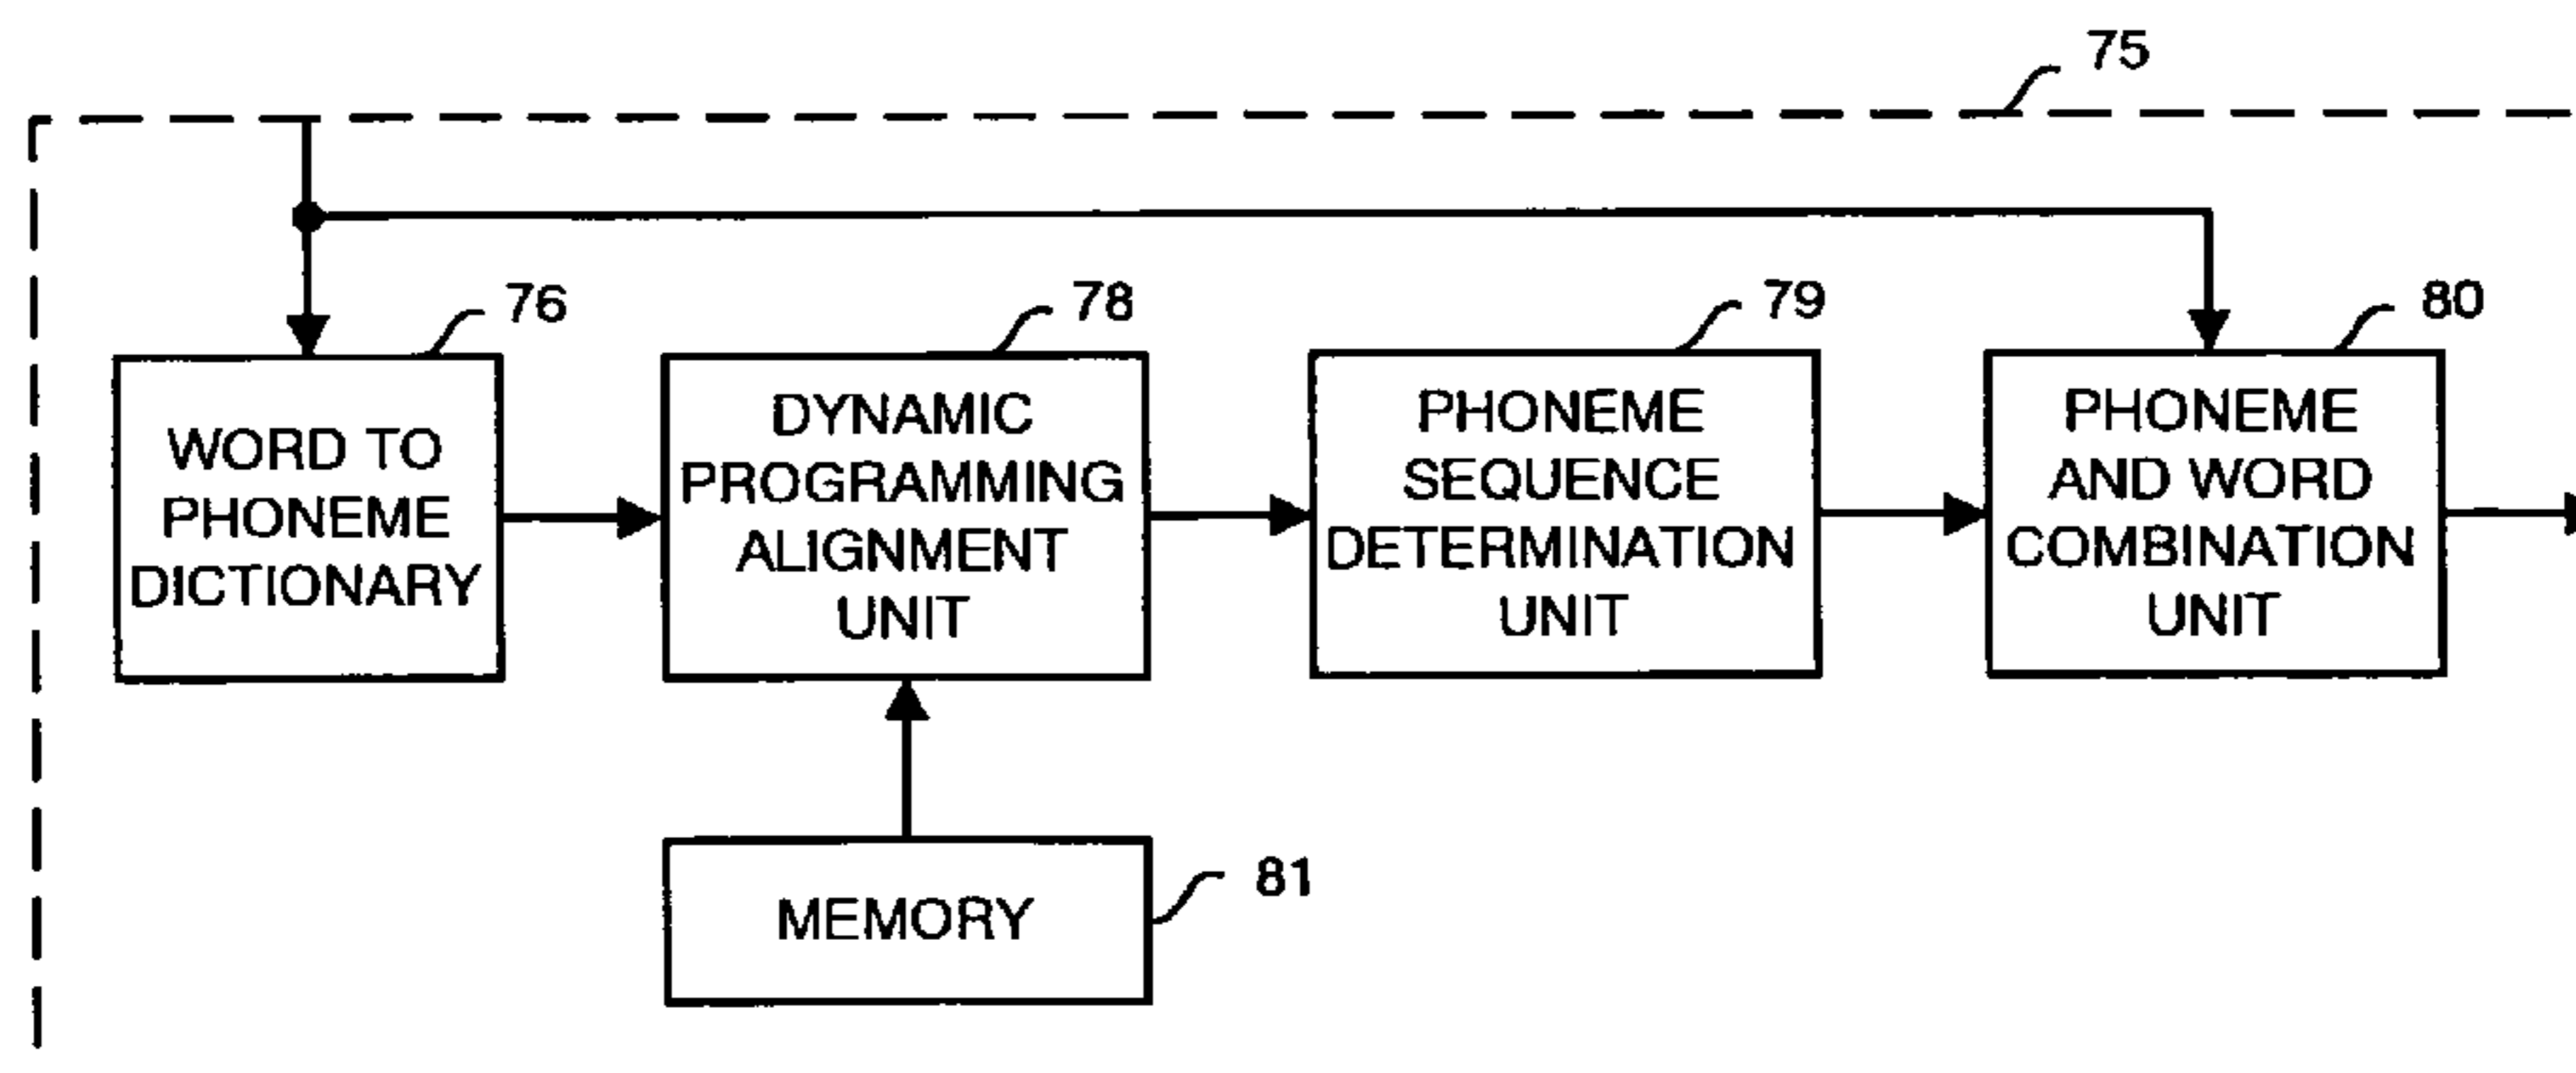 75
76
WORD TO
PHONEME
DICTIONARY
78
DYNAMIC
PROGRAMMING
ALIGNMENT
UNIT
79
PHONEME
SEQUENCE
DETERMINATION
UNIT
80
PHONEME
AND WORD
COMBINATION
UNIT
MEMORY
81